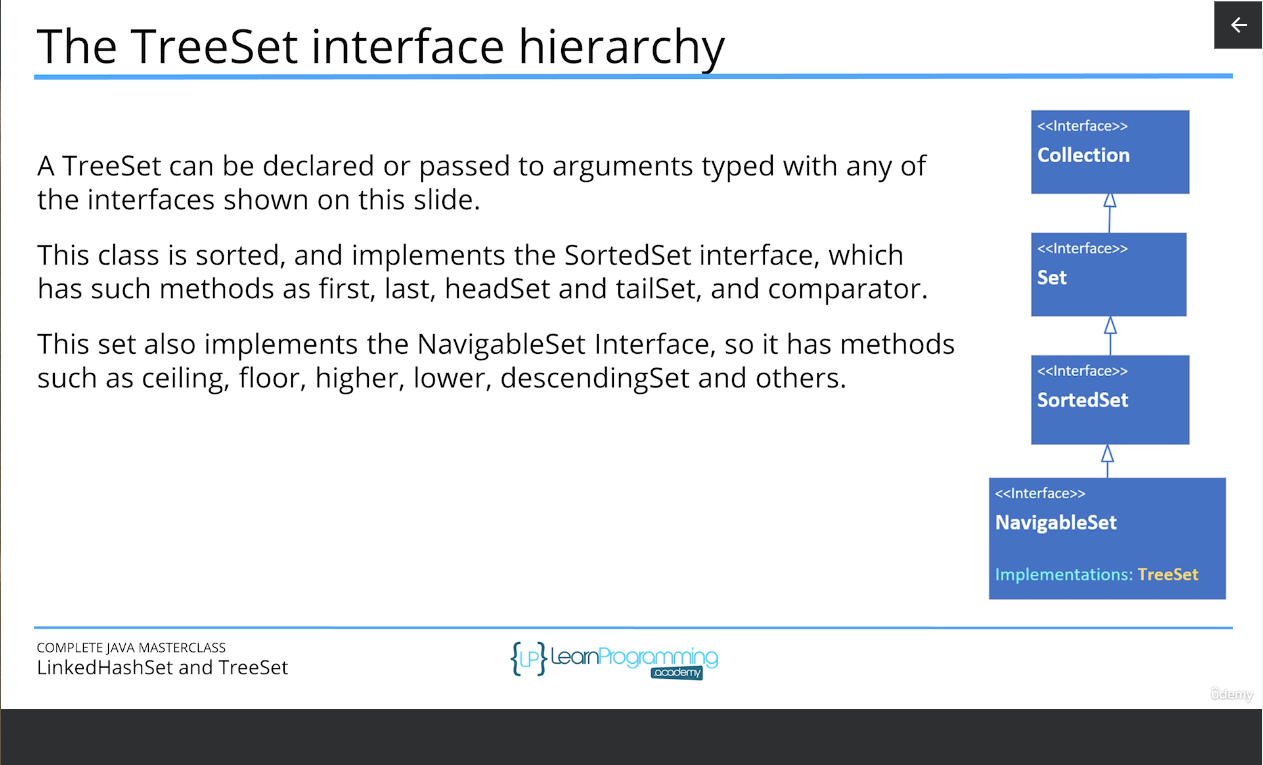 The TreeSet interface hierarchy
A TreeSet can be declared or passed to arguments typed with any of
the interfaces shown on this slide.
This class is sorted, and implements the SortedSet interface, which
has such methods as first, last, headSet and tailSet, and comparator.
This set also implements the NavigableSet Interface, so it has methods
such as ceiling, floor, higher, lower, descendingSet and others.
<<Interface>>
Collection
<<Interface>>
Set
<<Interface>>
SortedSet
<<Interface>>
NavigableSet
Implementations: TreeSet
COMPLETE JAVA MASTERCLASS
LinkedHashSet and TreeSet
{LP} LearnProgramming
.academy
ûdemy